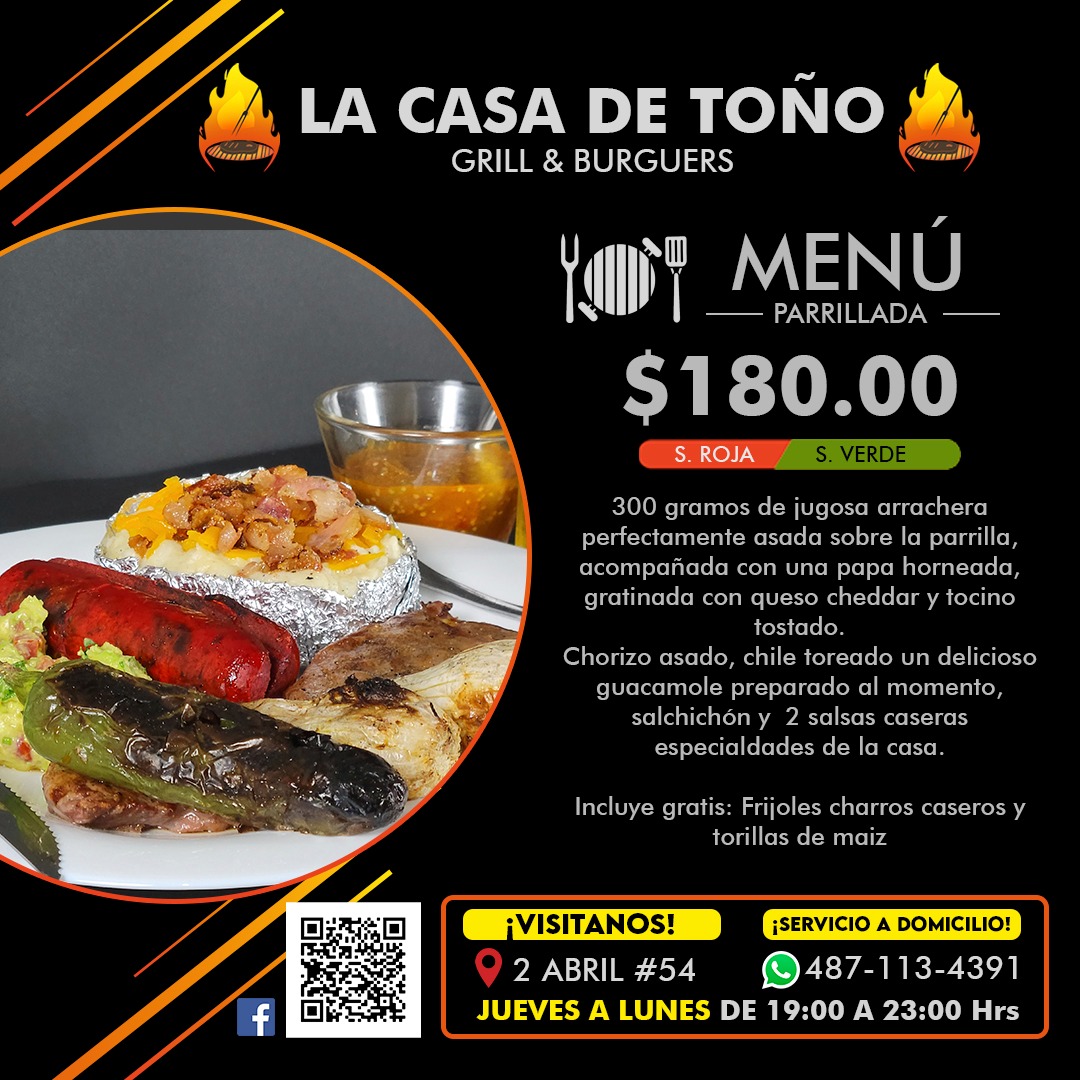 LA CASA DE TOÑO
GRILL & BURGUERS
MENÚ
PARRILLADA
$180.00
S. ROJA S. VERDE
300 gramos de jugosa arrachera
perfectamente asada sobre la parrilla,
acompañada con una papa horneada,
gratinada con queso cheddar y tocino
tostado.
Chorizo asado, chile toreado un delicioso
guacamole preparado al momento,
salchichón y 2 salsas caseras
especialdades de la casa.
Incluye gratis: Frijoles charros caseros y
torillas de maiz
¡VISITANOS!
2 ABRIL #54
¡SERVICIO A DOMICILIO!
487-113-4391
JUEVES A LUNES DE 19:00 A 23:00 Hrs